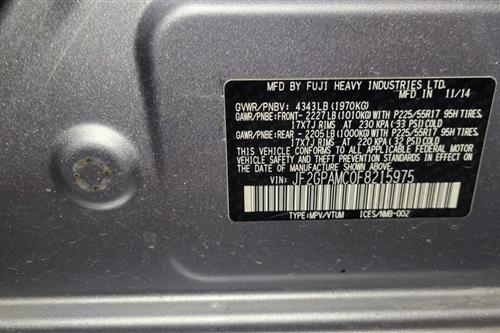 MFD BY FUJI HEAVY INDUSTRIES LTD.
MFD IN 11/14
GVWR/PNBV: 4343LB (1970KG)
GAWR/PNBE:FRONT- 2227LB (1010KG) WITH P225/55R17 95H TIRES,
17X7J RIMS AT 230 KPA (33 PSI) COLD
GAWR/PNBE:REAR - 2205LB (1000KG) WITH P225/55R17 95H TIRES,
17X7J RIMS AT 220 KPA (32 PSI) COLD
THIS VEHICLE CONFORMS TO ALL APPLICABLE FEDERAL MOTOR
VEHICLE SAFETY, BUMPER, AND THEFT PREVENTION STANDARDS
IN EFFECT ON THE DATE OF MANUFACTURE SHOWN ABOVE.
VIN: JF2GPAMC0F8215975
TYPE:MPV/VTUM ICES/NMB-002